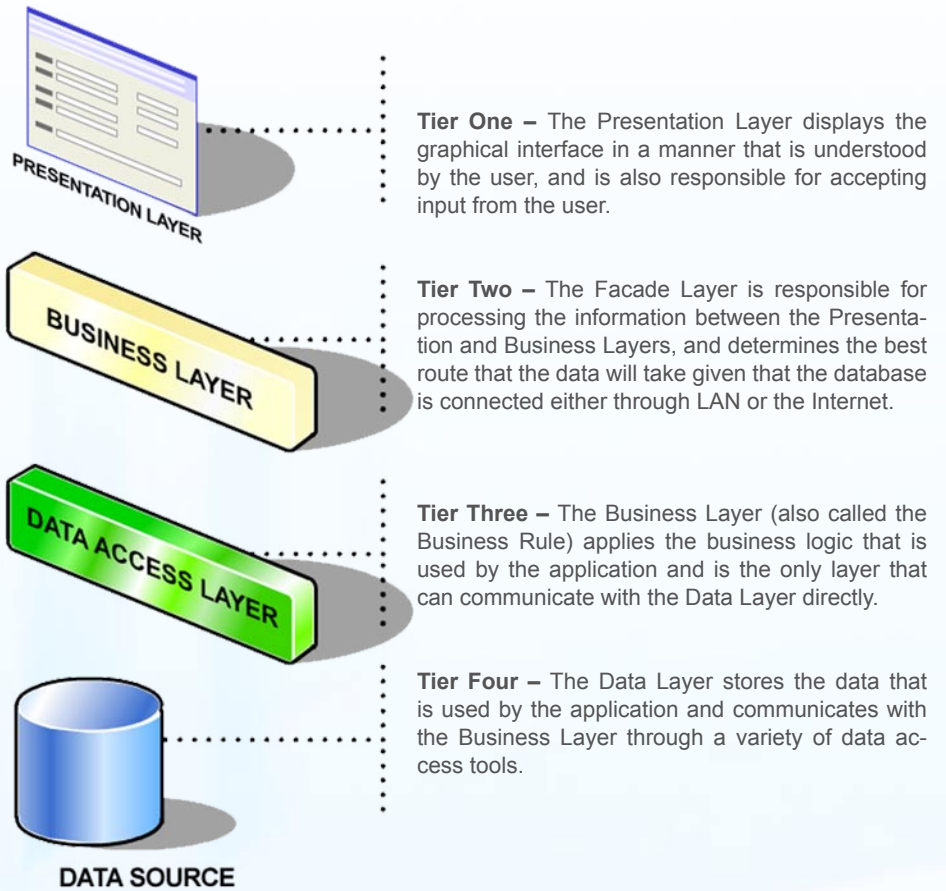 PRESENTATION LAYER
Tier One – The Presentation Layer displays the
graphical interface in a manner that is understood
by the user, and is also responsible for accepting
input from the user.
BUSINESS LAYER
Tier Two – The Facade Layer is responsible for
processing the information between the Presenta-
tion and Business Layers, and determines the best
route that the data will take given that the database
is connected either through LAN or the Internet.
DATA ACCESS LAYER
Tier Three – The Business Layer (also called the
Business Rule) applies the business logic that is
used by the application and is the only layer that
can communicate with the Data Layer directly.
Tier Four – The Data Layer stores the data that
is used by the application and communicates with
the Business Layer through a variety of data ac-
cess tools.
DATA SOURCE